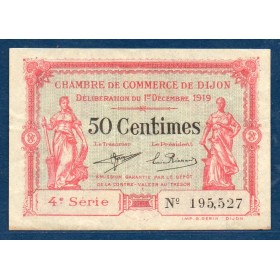 CHAMBRE DE COMMERCE DE DIJON
DÉLIBÉRATION DU 1er DÉCEMBRE 1919
50 Centimes
Le Trésorier Le Président
ÉMISSION GARANTIE PAR LE DÉPÔT
DE LA CONTRE-VALEUR AU TRÉSOR
4e Série No 195,527
DIJON